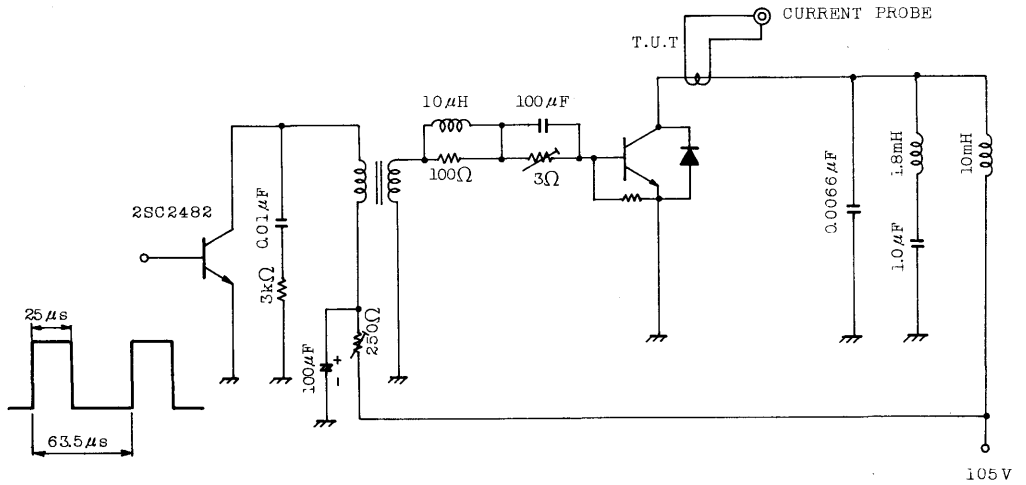 CURRENT PROBE
T.U.T
10μH
100μF
100Ω
3Ω
2SC2482
0.01μF
3kΩ
25μs
63.5μs
100μF
+
-
250Ω
0.0066μF
1.8mH
1.0μF
10mH
105V